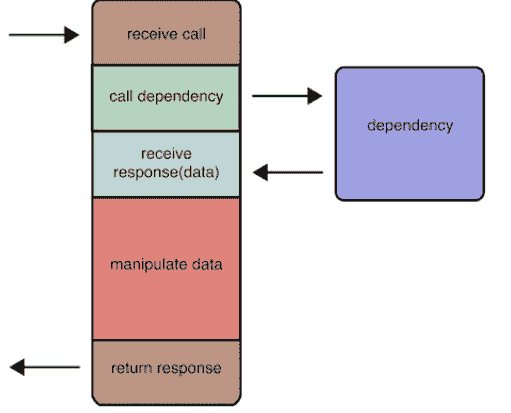 receive call
call dependency
dependency
receive
response(data)
manipulate data
return response